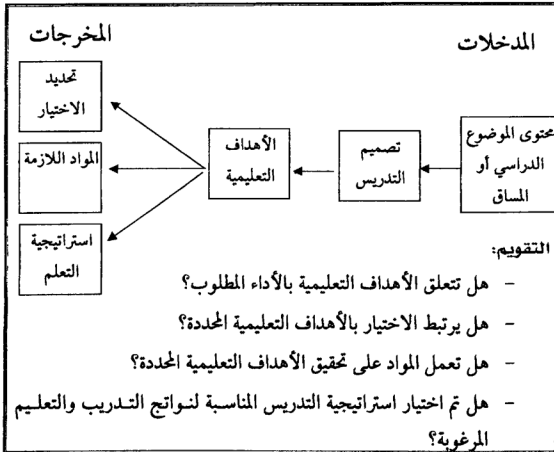 المدخلات
المخرجات
محتوى الموضوع
الدراسي أو
المساق
تصميم
التدريس
الأهداف
التعليمية
تحديد
الاختيار
المواد اللازمة
استراتيجية
التعلم
التقويم:
- هل تتعلق الأهداف التعليمية بالأداء المطلوب؟
- هل يرتبط الاختيار بالأهداف التعليمية المحددة؟
- هل تعمل المواد على تحقيق الأهداف التعليمية المحددة؟
- هل تم اختيار استراتيجية التدريس المناسبة لنواتج التدريب والتعليم
المرغوبة؟